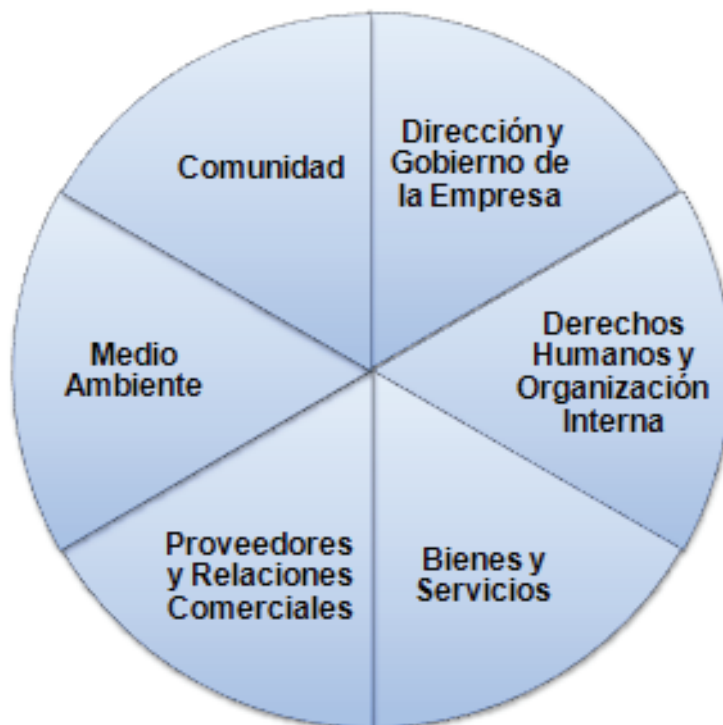 Comunidad
Dirección y
Gobierno de
la Empresa
Derechos
Humanos y
Organización
Interna
Bienes y
Servicios
Proveedores
y Relaciones
Comerciales
Medio
Ambiente